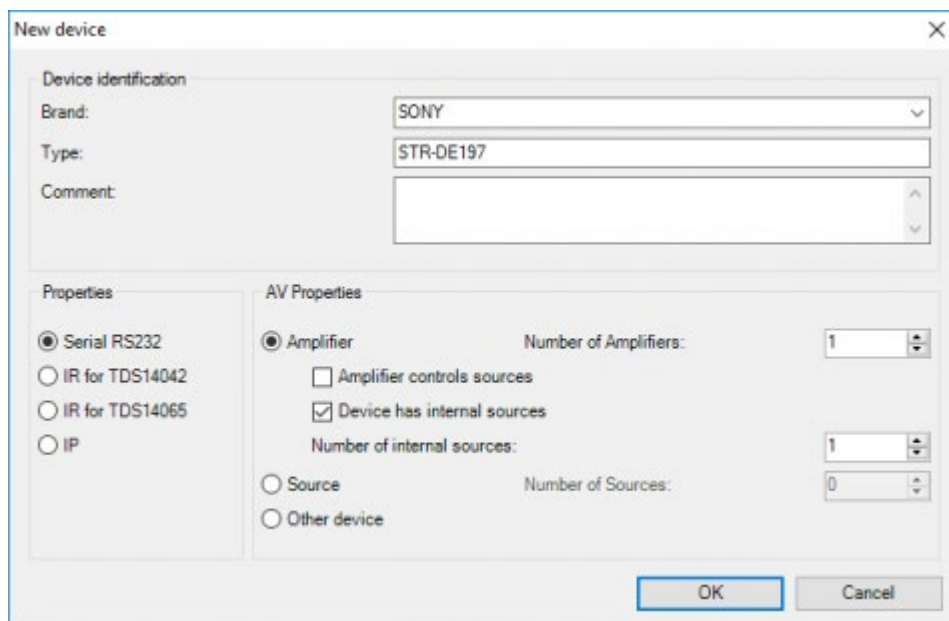 New device
Device identification
Brand: SONY
Type: STR-DE197
Comment:
Properties
Serial RS232
IR for TDS14042
IR for TDS14065
IP
AV Properties
Amplifier Number of Amplifiers: 1
Amplifier controls sources
Device has internal sources
Number of internal sources: 1
Source Number of Sources: 0
Other device
OK Cancel